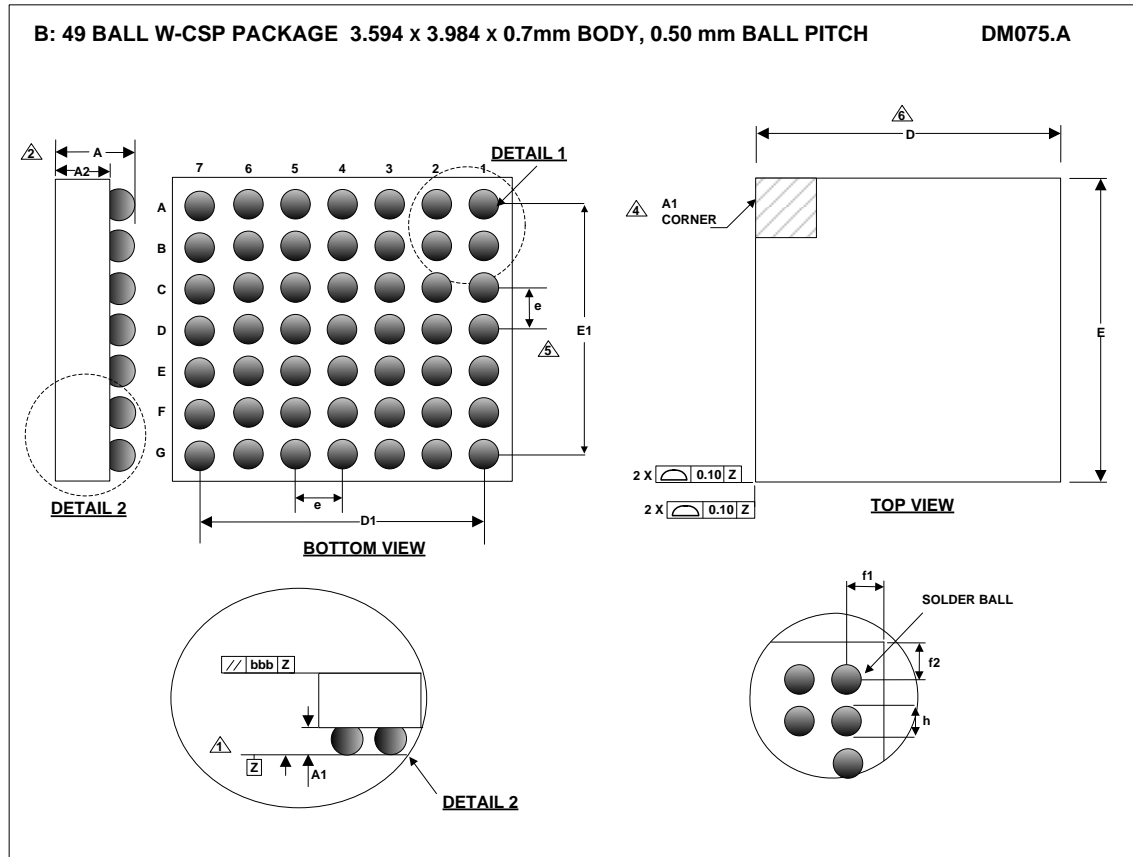 B: 49 BALL W-CSP PACKAGE 3.594 x 3.984 x 0.7mm BODY, 0.50 mm BALL PITCH DM075.A
6
D
2
A
A2
DETAIL 1
7 6 5 4 3 2 1
A
B
C
D
E
F
G
e
E1
5
4
A1
CORNER
E
DETAIL 2
e
D1
BOTTOM VIEW
2 X 0.10 Z
2 X 0.10 Z
TOP VIEW
// bbb Z
1
Z
A1
DETAIL 2
f1
SOLDER BALL
f2
h